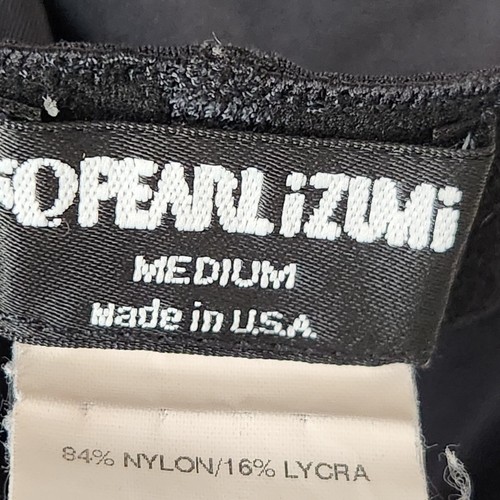 PEARL iZUMi
MEDIUM
Made in U.S.A.
84% NYLON/16% LYCRA